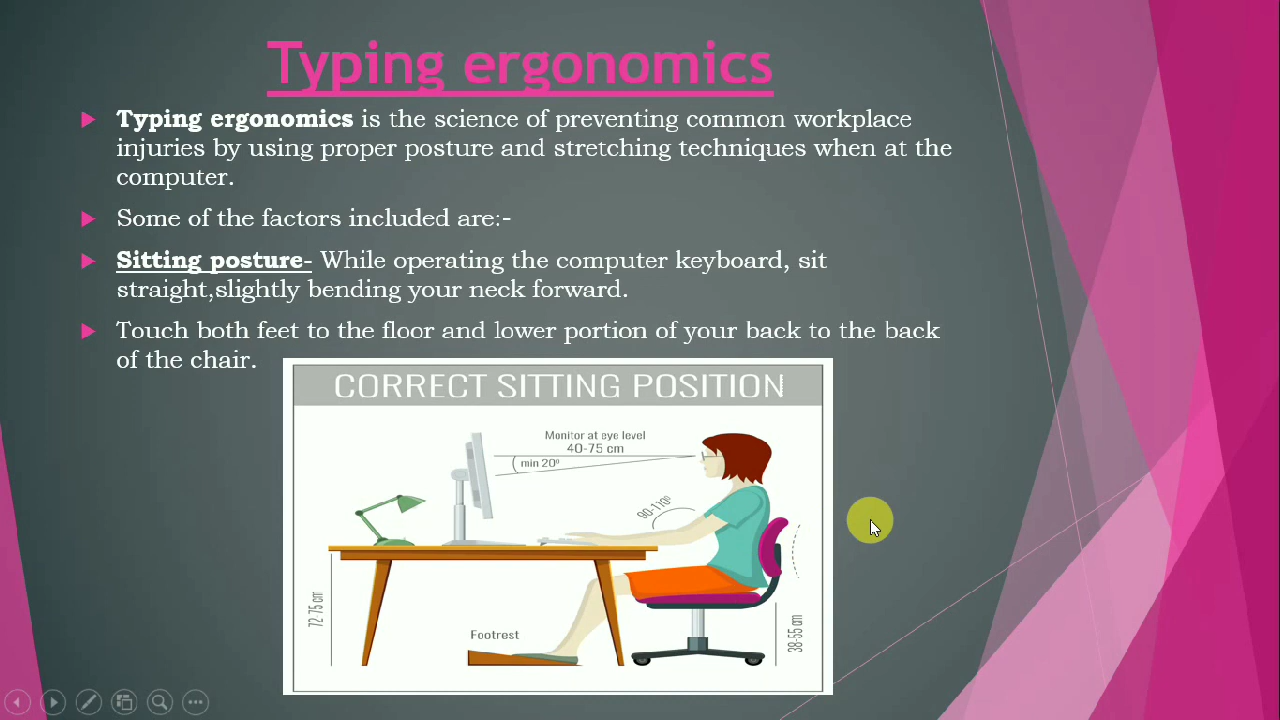 Typing ergonomics
Typing ergonomics is the science of preventing common workplace
injuries by using proper posture and stretching techniques when at the
computer.
Some of the factors included are:-
Sitting posture- While operating the computer keyboard, sit
straight,slightly bending your neck forward.
Touch both feet to the floor and lower portion of your back to the back
of the chair.
CORRECT SITTING POSITION
Monitor at eye level
40-75 cm
min 20°
90-110°
72-75 cm
Footrest
38-55 cm